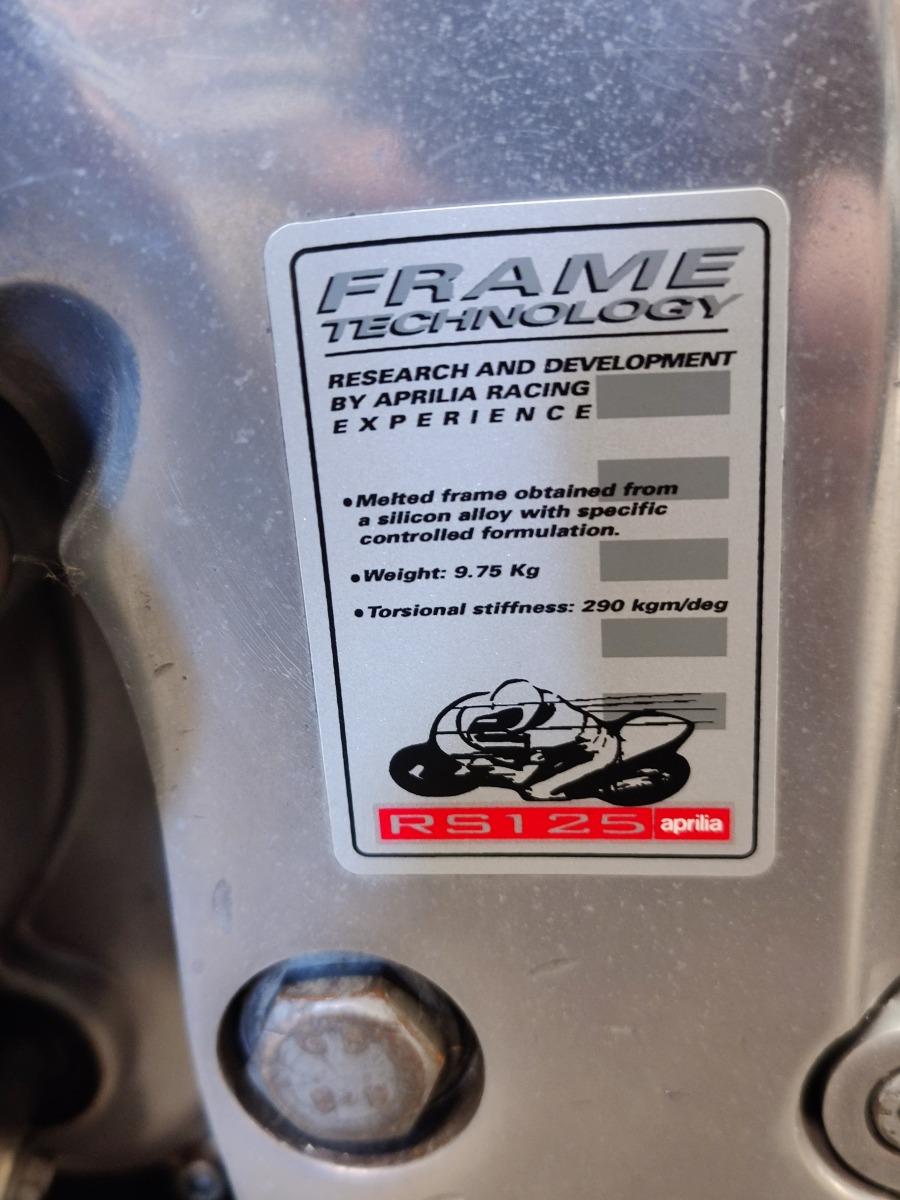 FRAME
TECHNOLOGY
RESEARCH AND DEVELOPMENT
BY APRILIA RACING
EXPERIENCE
•Melted frame obtained from
a silicon alloy with specific
controlled formulation.
•Weight: 9.75 Kg
•Torsional stiffness: 290 kgm/deg
RS125 aprilia